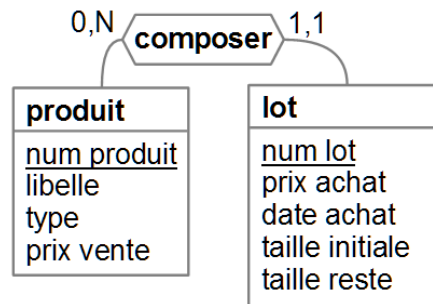 0,N composer 1,1
produit
num produit
libelle
type
prix vente
lot
num lot
prix achat
date achat
taille initiale
taille reste